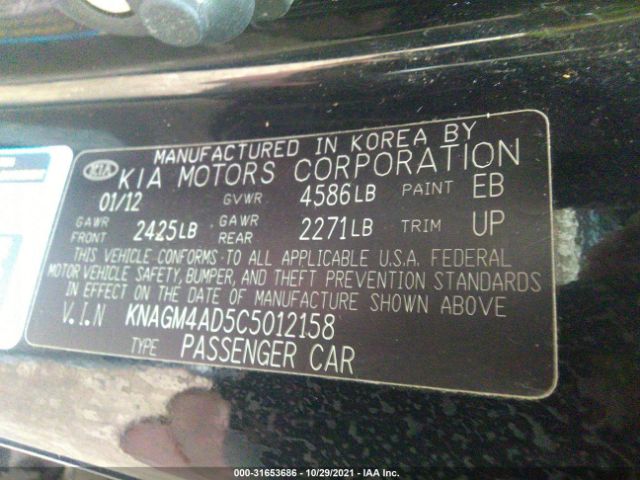 MANUFACTURED IN KOREA BY
KIA KIA MOTORS CORPORATION
01/12 GVWR 4586LB PAINT EB
GAWR FRONT 2425LB GAWR REAR 2271LB TRIM UP
THIS VEHICLE CONFORMS TO ALL APPLICABLE U.S.A. FEDERAL
MOTOR VEHICLE SAFETY, BUMPER, AND THEFT PREVENTION STANDARDS
IN EFFECT ON THE DATE OF MANUFACTURE SHOWN ABOVE
V.I.N KNAGM4AD5C5012158
TYPE PASSENGER CAR
000-31653686 - 10/29/2021 - IAA Inc.